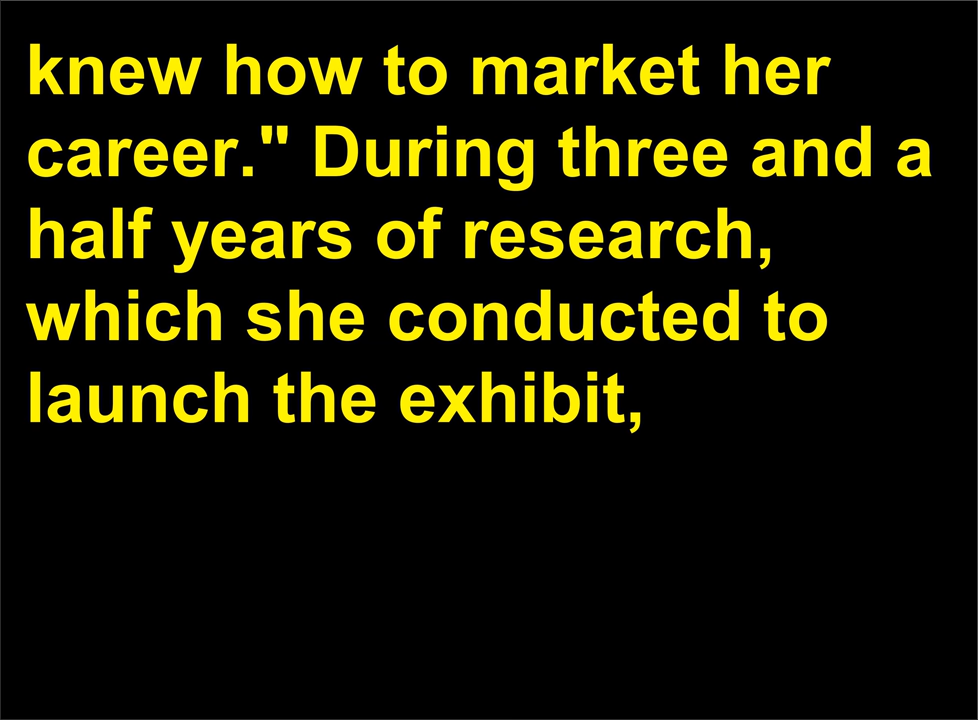 knew how to market her
career." During three and a
half years of research,
which she conducted to
launch the exhibit,